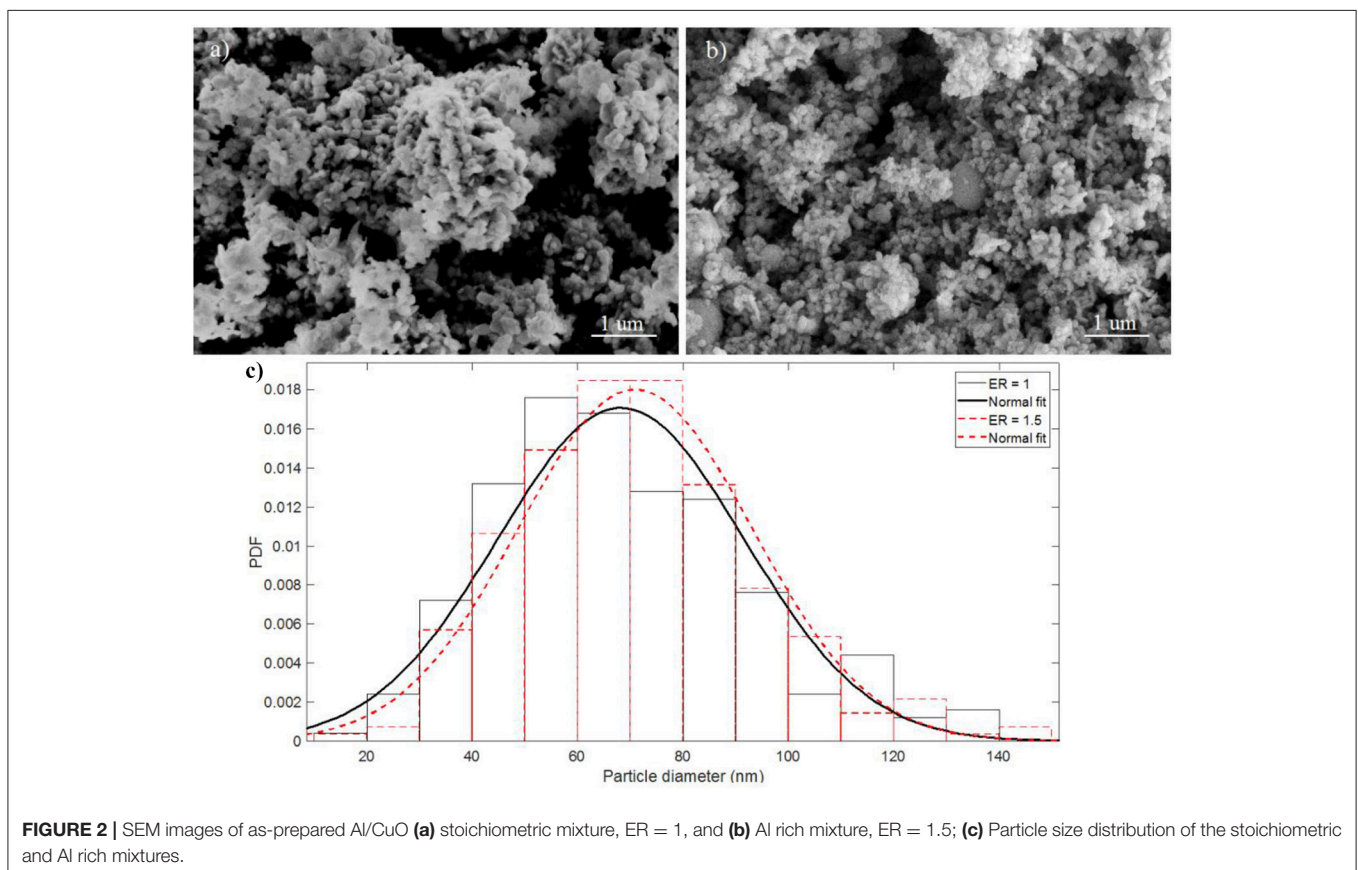 a)
b)
1 um
1 um
c)
0.018
0.016
0.014
0.012
0.01
0.008
0.006
0.004
0.002
0
PDF
ER = 1
Normal fit
ER = 1.5
Normal fit
20
40
60
80
100
120
140
Particle diameter (nm)
FIGURE 2 | SEM images of as-prepared Al/CuO (a) stoichiometric mixture, ER = 1, and (b) Al rich mixture, ER = 1.5; (c) Particle size distribution of the stoichiometric
and Al rich mixtures.